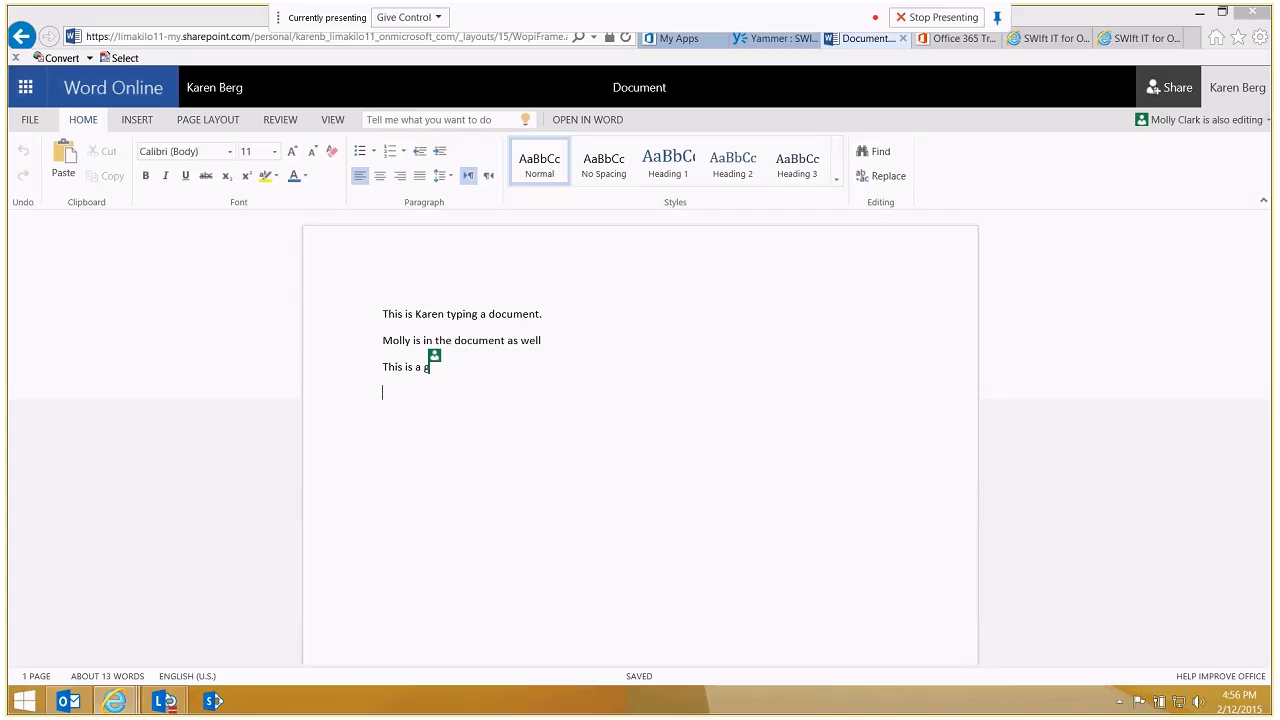 Currently presenting Give Control Stop Presenting
https://limakilo11-my.sharepoint.com/personal/karenb_limakilo11_onmicrosoft_com/_layouts/15/WopiFrame.a My Apps Yammer : SWI... Document... Office 365 Tr... SWIft IT for O... SWIft IT for O...
x Convert Select
Word Online Karen Berg Document Share Karen Berg
FILE HOME INSERT PAGE LAYOUT REVIEW VIEW Tell me what you want to do OPEN IN WORD Molly Clark is also editing
Cut Calibri (Body) 11 AaBbCc AaBbCc AaBbCc AaBbCc AaBbCc Find
Paste Copy B I U abc Normal No Spacing Heading 1 Heading 2 Heading 3 Replace
Undo Clipboard Font Paragraph Styles Editing
This is Karen typing a document.
Molly is in the document as well
This is a g
1 PAGE ABOUT 13 WORDS ENGLISH (U.S.) SAVED HELP IMPROVE OFFICE
4:56 PM
2/12/2015